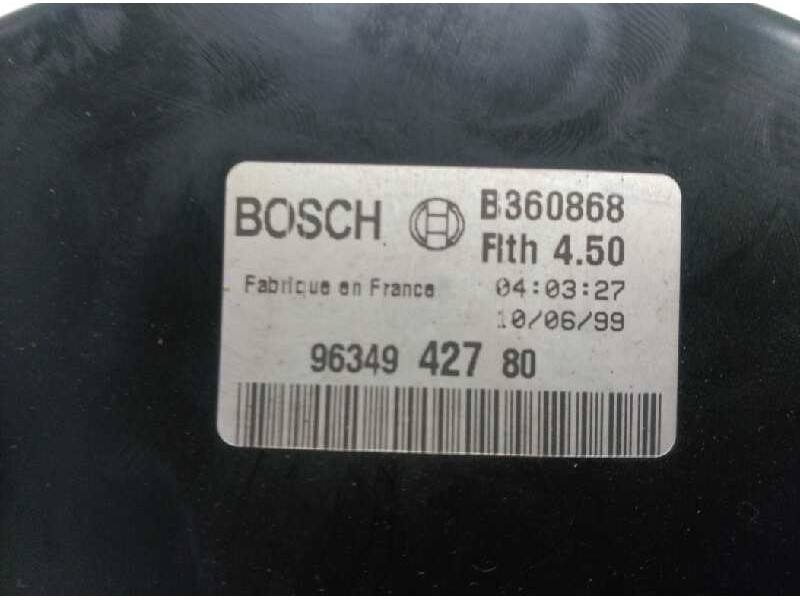 BOSCH B360868
Flth 4.50
Fabrique en France 04:03:27
10/06/99
96349 427 80